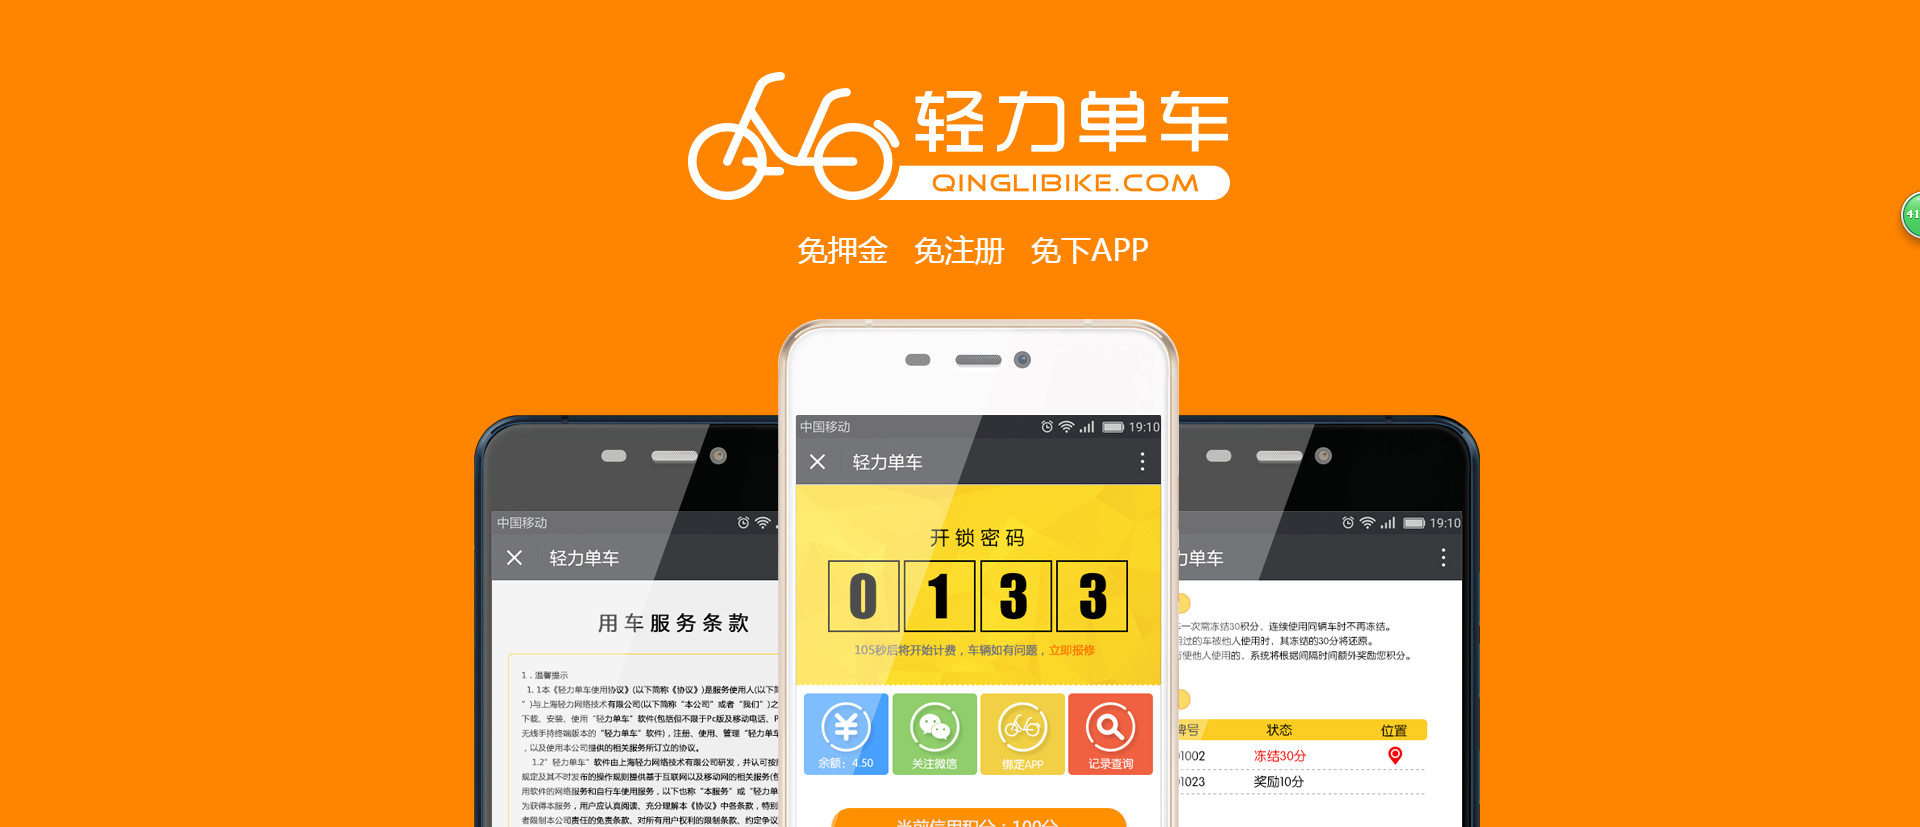 轻力单车
QINGLIBIKE.COM
免押金 免注册 免下APP
41
中国移动
19:10
轻力单车
开锁密码
0 1 3 3
105秒后将开始计费，车辆如有问题，立即报修
余额：4.50
关注微信
绑定APP
记录查询
当前信用积分：100分
中国移动
轻力单车
用车服务条款
1．温馨提示
1. 1本《轻力单车使用协议》(以下简称《协议》)是服务使用人(以下简
”)与上海轻力网络技术有限公司(以下简称“本公司”或者“我们”)之
下载、安装、使用“轻力单车”软件(包括但不限于Pc版及移动电话、P
无线手持终端版本的“轻力单车”软件)，注册、使用、管理“轻力单车
，以及使用本公司提供的相关服务所订立的协议。
1.2”轻力单车”软件由上海轻力网络技术有限公司研发，并认可按照
规定及其不时发布的操作规则提供基于互联网以及移动网的相关服务(包
用软件的网络服务和自行车使用服务，以下也称“本服务”或“轻力单
为获得本服务，用户应认真阅读、充分理解本《协议》中各条款，特别
者限制本公司责任的免责条款、对所有用户权利的限制条款、约定争议
19:10
力单车
一次需冻结30积分，连续使用同辆车时不再冻结。
用过的车被他人使用时，其冻结的30分将还原。
方便他人使用的，系统将根据间隔时间额外奖励您积分。
牌号 状态 位置
01002 冻结30分
01023 奖励10分